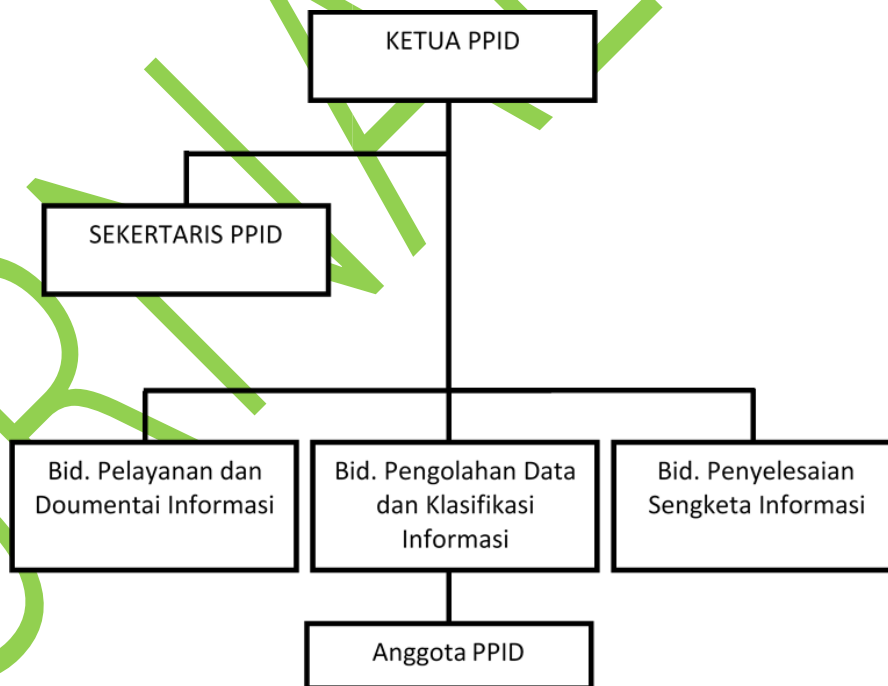 KETUA PPID
SEKERTARIS PPID
Bid. Pelayanan dan
Doumentai Informasi
Bid. Pengolahan Data
dan Klasifikasi
Informasi
Bid. Penyelesaian
Sengketa Informasi
Anggota PPID